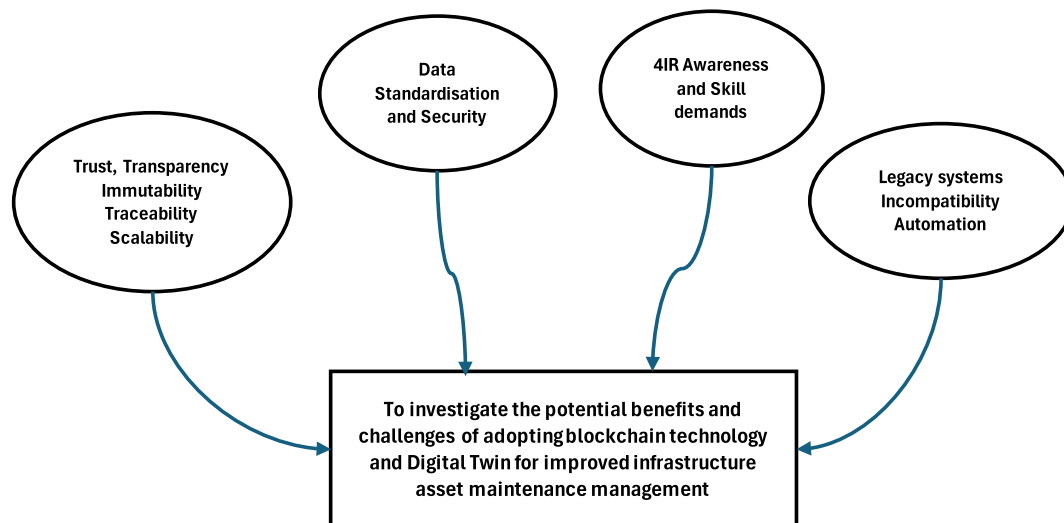 Data
Standardisation
and Security
4IR Awareness
and Skill
demands
Trust, Transparency
Immutability
Traceability
Scalability
Legacy systems
Incompatibility
Automation
To investigate the potential benefits and
challenges of adopting blockchain technology
and Digital Twin for improved infrastructure
asset maintenance management